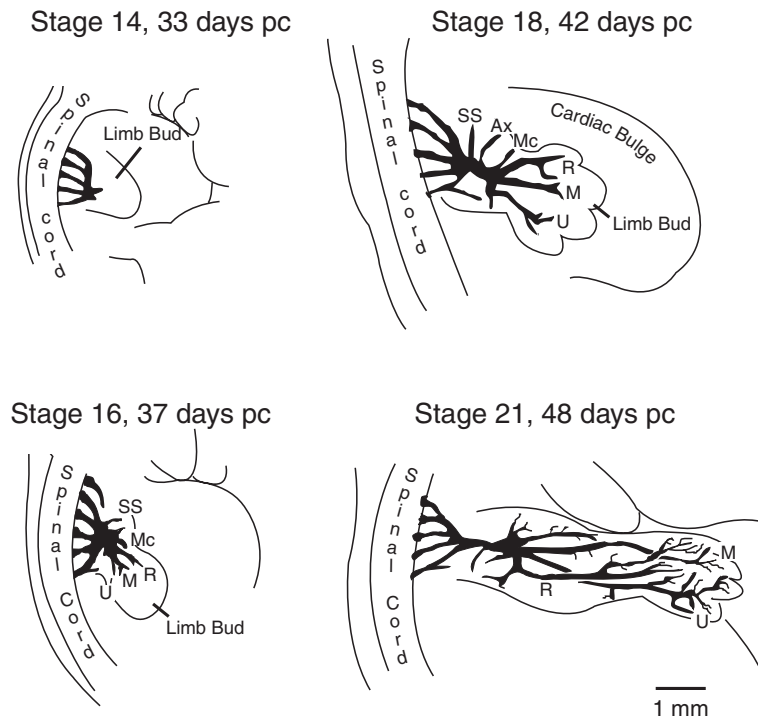 Stage 14, 33 days pc
Spinal cord
Limb Bud
Stage 18, 42 days pc
Spinal cord
SS
Ax
Mc
Cardiac Bulge
R
M
U
Limb Bud
Stage 16, 37 days pc
Spinal Cord
SS
Mc
R
M
U
Limb Bud
Stage 21, 48 days pc
Spinal Cord
M
R
U
1 mm